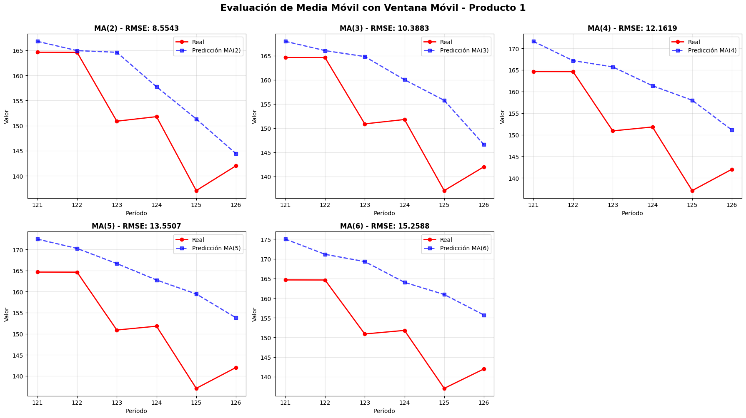 Evaluación de Media Móvil con Ventana Móvil - Producto 1
MA(2) - RMSE: 8.5543
Real
Predicción MA(2)
Valor
165
160
155
150
145
140
121 122 123 124 125 126
Período
MA(3) - RMSE: 10.3883
Real
Predicción MA(3)
Valor
165
160
155
150
145
140
121 122 123 124 125 126
Período
MA(4) - RMSE: 12.1619
Real
Predicción MA(4)
Valor
170
165
160
155
150
145
140
121 122 123 124 125 126
Período
MA(5) - RMSE: 13.5507
Real
Predicción MA(5)
Valor
170
165
160
155
150
145
140
121 122 123 124 125 126
Período
MA(6) - RMSE: 15.2588
Real
Predicción MA(6)
Valor
175
170
165
160
155
150
145
140
121 122 123 124 125 126
Período